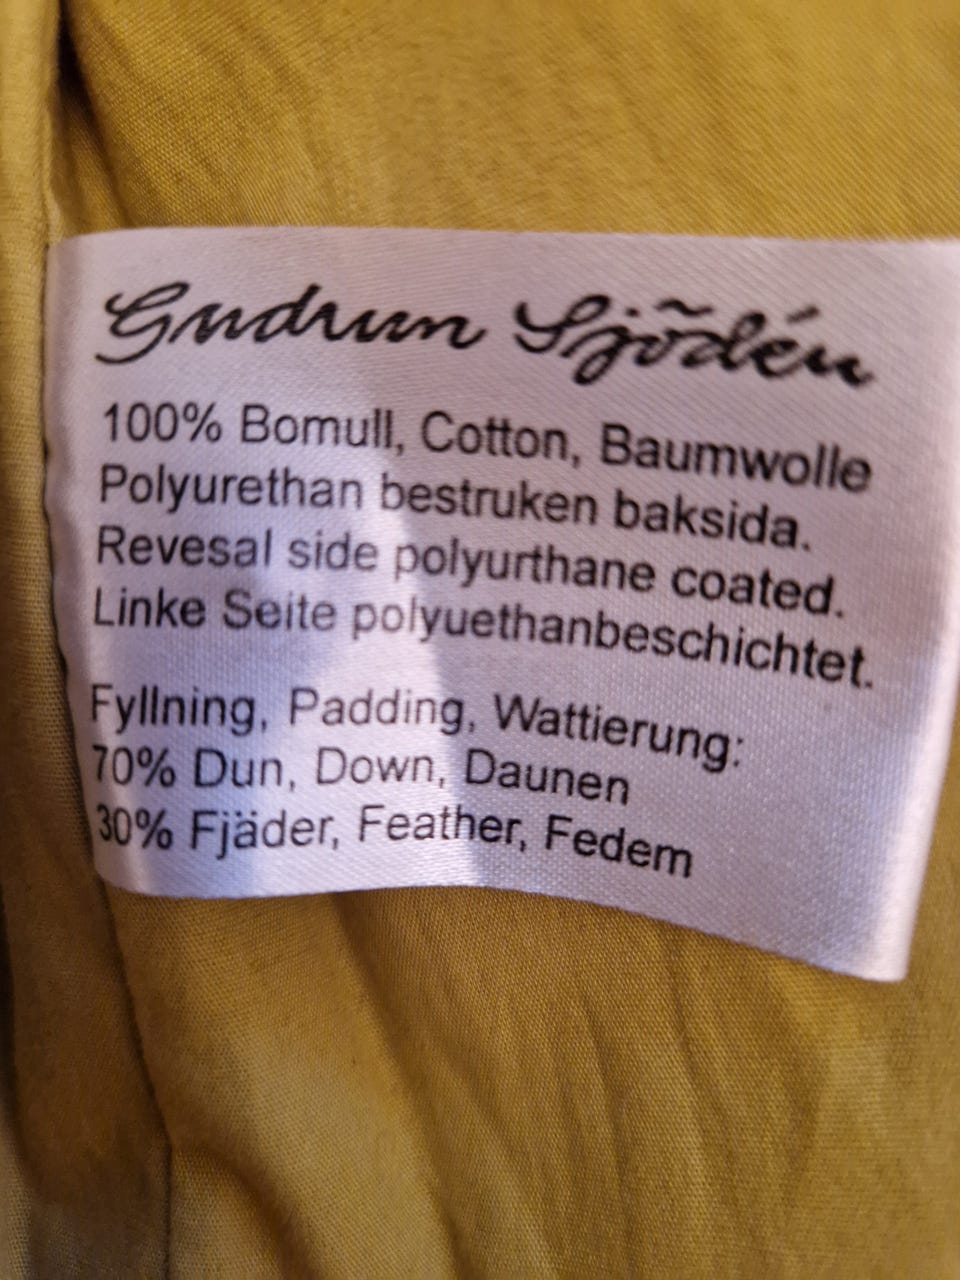 Gudrun Sjödén
100% Bomull, Cotton, Baumwolle
Polyurethan bestruken baksida.
Revesal side polyurthane coated.
Linke Seite polyuethanbeschichtet.
Fyllning, Padding, Wattierung:
70% Dun, Down, Daunen
30% Fjäder, Feather, Federn